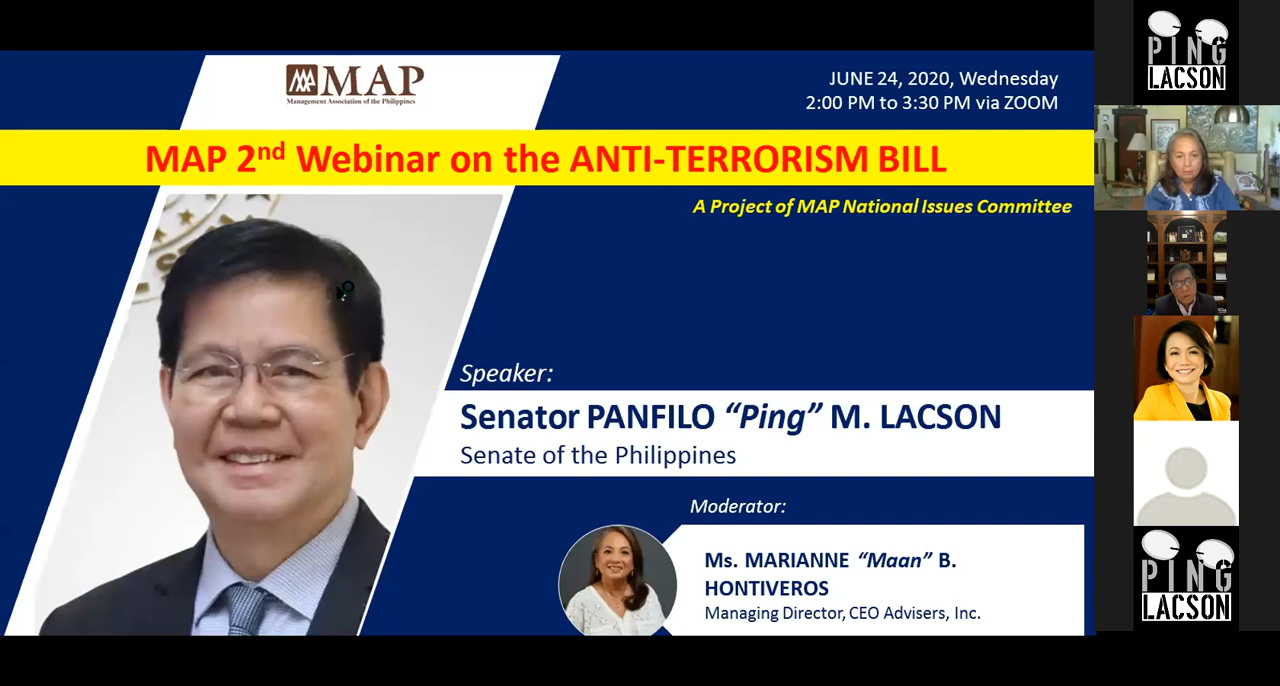 MAP
Management Association of the Philippines
JUNE 24, 2020, Wednesday
2:00 PM to 3:30 PM via ZOOM
MAP 2nd Webinar on the ANTI-TERRORISM BILL
A Project of MAP National Issues Committee
Speaker:
Senator PANFILO “Ping” M. LACSON
Senate of the Philippines
Moderator:
Ms. MARIANNE “Maan” B.
HONTIVEROS
Managing Director, CEO Advisers, Inc.
PING
LACSON
PING
LACSON